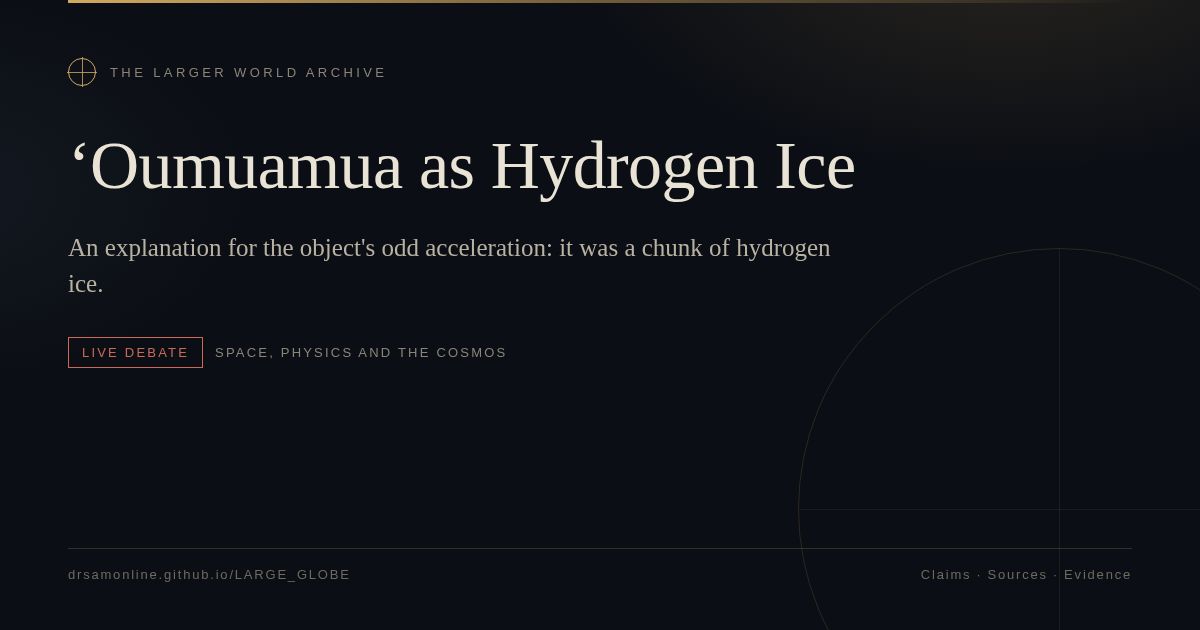 THE LARGER WORLD ARCHIVE
‘Oumuamua as Hydrogen Ice
An explanation for the object's odd acceleration: it was a chunk of hydrogen
ice.
LIVE DEBATE
SPACE, PHYSICS AND THE COSMOS
drsamonline.github.io/LARGE_GLOBE
Claims · Sources · Evidence